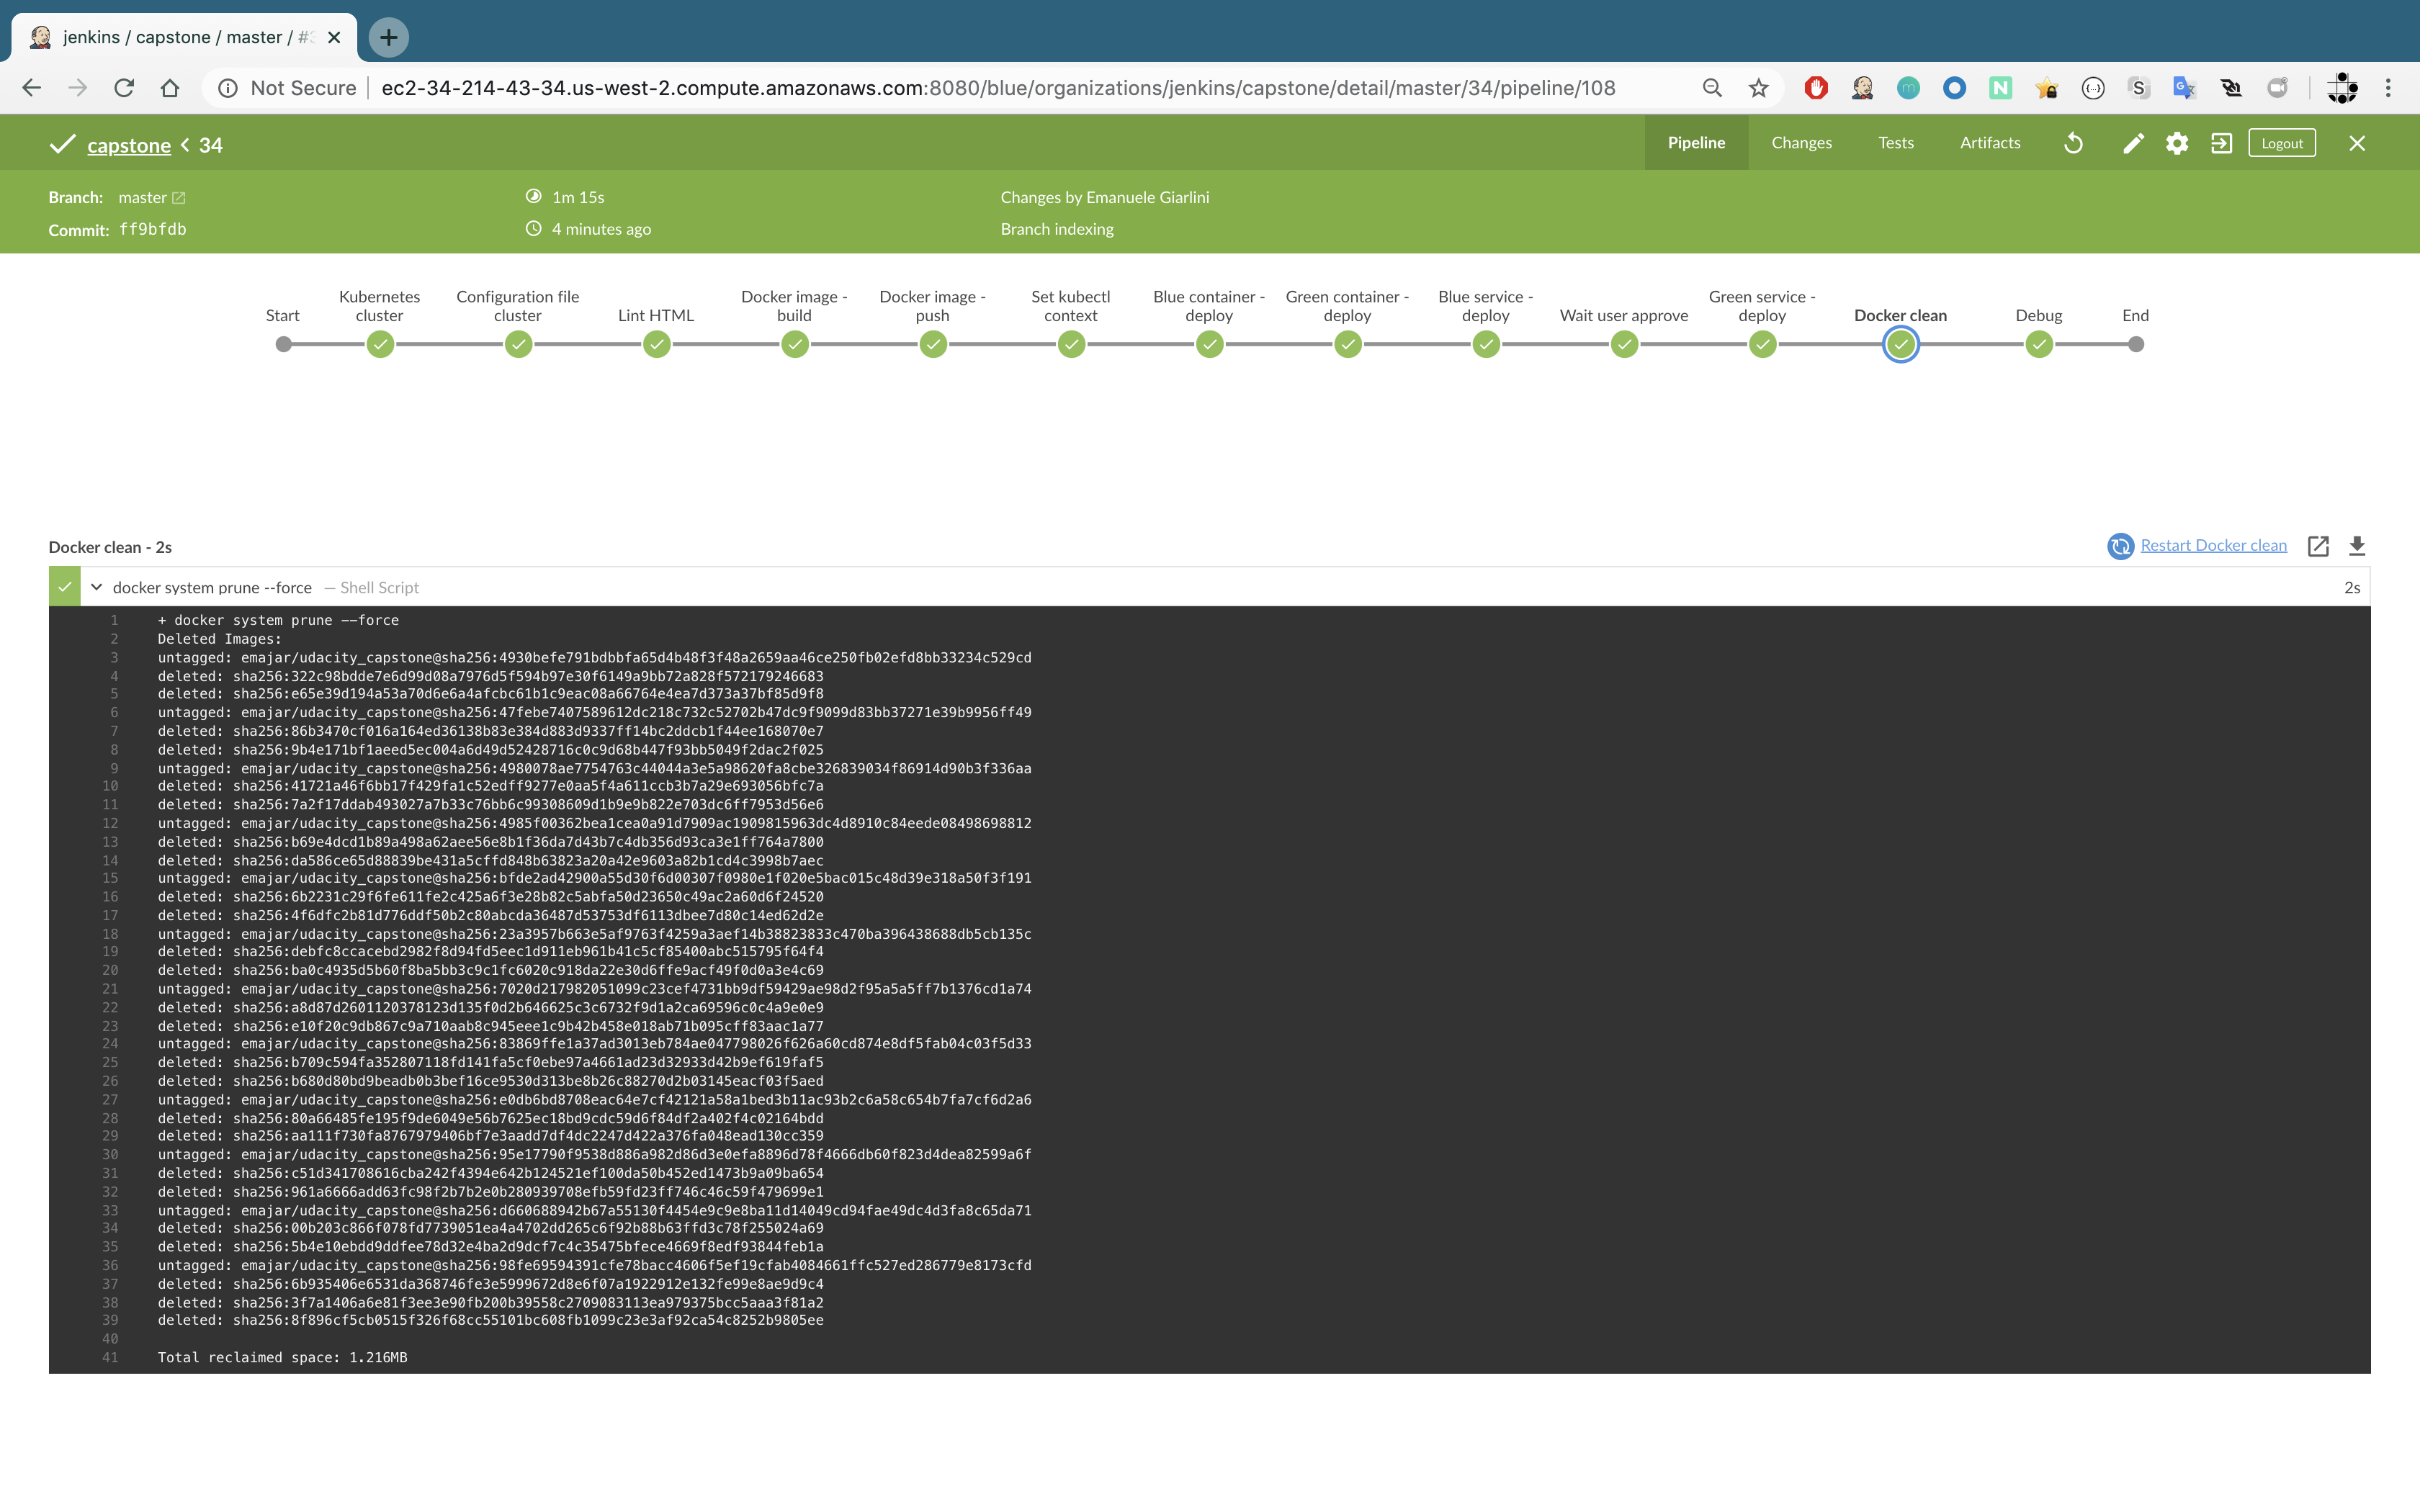 jenkins / capstone / master / #3
Not Secure
ec2-34-214-43-34.us-west-2.compute.amazonaws.com:8080/blue/organizations/jenkins/capstone/detail/master/34/pipeline/108
capstone < 34
Pipeline
Changes
Tests
Artifacts
Logout
Branch: master
1m 15s
Changes by Emanuele Giarlini
Commit: ff9bfdb
4 minutes ago
Branch indexing
Start
Kubernetes cluster
Configuration file cluster
Lint HTML
Docker image - build
Docker image - push
Set kubectl context
Blue container - deploy
Green container - deploy
Blue service - deploy
Wait user approve
Green service - deploy
Docker clean
Debug
End
Docker clean - 2s
Restart Docker clean
docker system prune --force — Shell Script
2s
1 + docker system prune --force
2 Deleted Images:
3 untagged: emajar/udacity_capstone@sha256:4930befe791bdbbfa65d4b48f3f48a2659aa46ce250fb02efd8bb33234c529cd
4 deleted: sha256:322c98bdde7e6d99d08a7976d5f594b97e30f6149a9bb72a828f572179246683
5 deleted: sha256:e65e39d194a53a70d6e6a4afcbc61b1c9eac08a66764e4ea7d373a37bf85d9f8
6 untagged: emajar/udacity_capstone@sha256:47febe7407589612dc218c732c52702b47dc9f9099d83bb37271e39b9956ff49
7 deleted: sha256:86b3470cf016a164ed36138b83e384d883d9337ff14bc2ddcb1f44ee168070e7
8 deleted: sha256:9b4e171bf1aeed5ec004a6d49d52428716c0c9d68b447f93bb5049f2dac2f025
9 untagged: emajar/udacity_capstone@sha256:4980078ae7754763c44044a3e5a98620fa8cbe326839034f86914d90b3f336aa
10 deleted: sha256:41721a46f6bb17f429fa1c52edff9277e0aa5f4a611ccb3b7a29e693056bfc7a
11 deleted: sha256:7a2f17ddab493027a7b33c76bb6c99308609d1b9e9b822e703dc6ff7953d56e6
12 untagged: emajar/udacity_capstone@sha256:4985f00362bea1cea0a91d7909ac1909815963dc4d8910c84eede08498698812
13 deleted: sha256:b69e4dcd1b89a498a62aee56e8b1f36da7d43b7c4db356d93ca3e1ff764a7800
14 deleted: sha256:da586ce65d88839be431a5cffd848b63823a20a42e9603a82b1cd4c3998b7aec
15 untagged: emajar/udacity_capstone@sha256:bfde2ad42900a55d30f6d00307f0980e1f020e5bac015c48d39e318a50f3f191
16 deleted: sha256:6b2231c29f6fe611fe2c425a6f3e28b82c5abfa50d23650c49ac2a60d6f24520
17 deleted: sha256:4f6dfc2b81d776ddf50b2c80abcda36487d53753df6113dbee7d80c14ed62d2e
18 untagged: emajar/udacity_capstone@sha256:23a3957b663e5af9763f4259a3aef14b38823833c470ba396438688db5cb135c
19 deleted: sha256:debfc8ccacebd2982f8d94fd5eec1d911eb961b41c5cf85400abc515795f64f4
20 deleted: sha256:ba0c4935d5b60f8ba5bb3c9c1fc6020c918da22e30d6ffe9acf49f0d0a3e4c69
21 untagged: emajar/udacity_capstone@sha256:7020d217982051099c23cef4731bb9df59429ae98d2f95a5a5ff7b1376cd1a74
22 deleted: sha256:a8d87d2601120378123d135f0d2b646625c3c6732f9d1a2ca69596c0c4a9e0e9
23 deleted: sha256:e10f20c9db867c9a710aab8c945eee1c9b42b458e018ab71b095cff83aac1a77
24 untagged: emajar/udacity_capstone@sha256:83869ffe1a37ad3013eb784ae047798026f626a60cd874e8df5fab04c03f5d33
25 deleted: sha256:b709c594fa352807118fd141fa5cf0ebe97a4661ad23d32933d42b9ef619faf5
26 deleted: sha256:b680d80bd9beadb0b3bef16ce9530d313be8b26c88270d2b03145eacf03f5aed
27 untagged: emajar/udacity_capstone@sha256:e0db6bd8708eac64e7cf42121a58a1bed3b11ac93b2c6a58c654b7fa7cf6d2a6
28 deleted: sha256:80a66485fe195f9de6049e56b7625ec18bd9cdc59d6f84df2a402f4c02164bdd
29 deleted: sha256:aa111f730fa8767979406bf7e3aadd7df4dc2247d422a376fa048ead130cc359
30 untagged: emajar/udacity_capstone@sha256:95e17790f9538d886a982d86d3e0efa8896d78f4666db60f823d4dea82599a6f
31 deleted: sha256:c51d341708616cba242f4394e642b124521ef100da50b452ed1473b9a09ba654
32 deleted: sha256:961a6666add63fc98f2b7b2e0b280939708efb59fd23ff746c46c59f479699e1
33 untagged: emajar/udacity_capstone@sha256:d660688942b67a55130f4454e9c9e8ba11d14049cd94fae49dc4d3fa8c65da71
34 deleted: sha256:00b203c866f078fd7739051ea4a4702dd265c6f92b88b63ffd3c78f255024a69
35 deleted: sha256:5b4e10ebdd9ddfee78d32e4ba2d9dcf7c4c35475bfece4669f8edf93844feb1a
36 untagged: emajar/udacity_capstone@sha256:98fe69594391cfe78bacc4606f5ef19cfab4084661ffc527ed286779e8173cfd
37 deleted: sha256:6b935406e6531da368746fe3e5999672d8e6f07a1922912e132fe99e8ae9d9c4
38 deleted: sha256:3f7a1406a6e81f3ee3e90fb200b39558c2709083113ea979375bcc5aaa3f81a2
39 deleted: sha256:8f896cf5cb0515f326f68cc55101bc608fb1099c23e3af92ca54c8252b9805ee
40
41 Total reclaimed space: 1.216MB